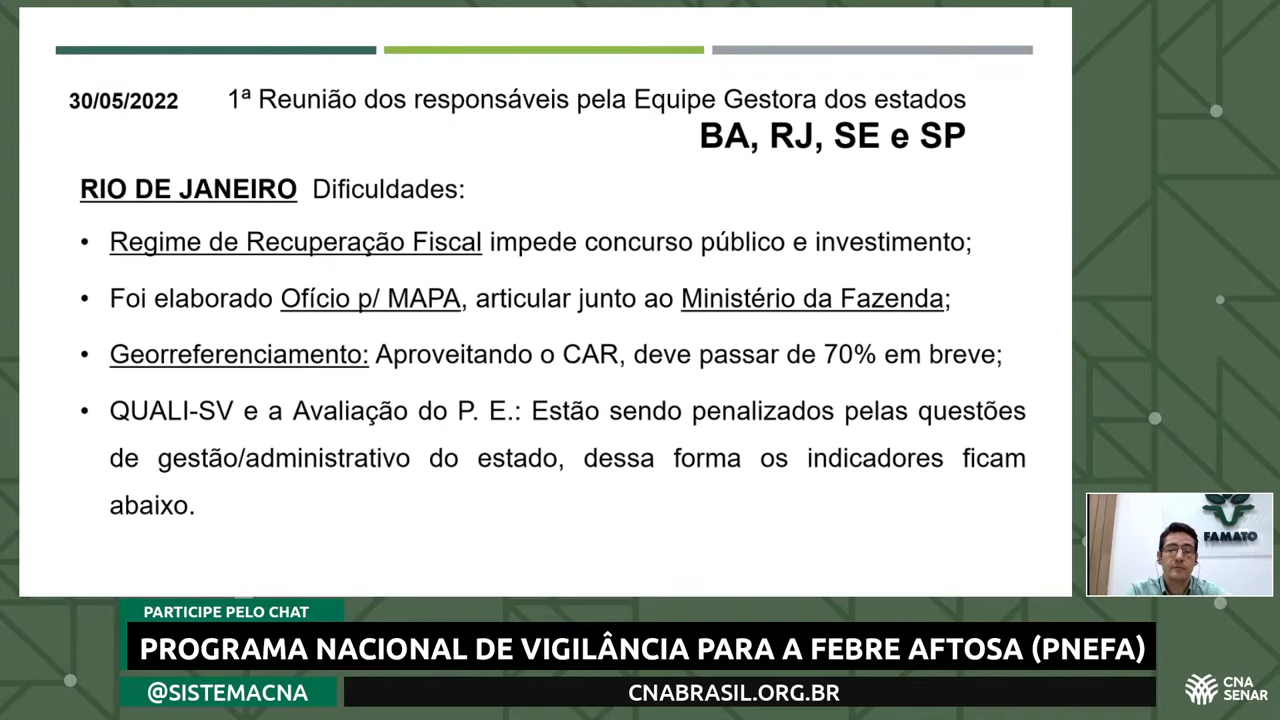 30/05/2022 1ª Reunião dos responsáveis pela Equipe Gestora dos estados
BA, RJ, SE e SP
RIO DE JANEIRO Dificuldades:
• Regime de Recuperação Fiscal impede concurso público e investimento;
• Foi elaborado Ofício p/ MAPA, articular junto ao Ministério da Fazenda;
• Georreferenciamento: Aproveitando o CAR, deve passar de 70% em breve;
• QUALI-SV e a Avaliação do P. E.: Estão sendo penalizados pelas questões
de gestão/administrativo do estado, dessa forma os indicadores ficam
abaixo.
FAMATO
PARTICIPE PELO CHAT
PROGRAMA NACIONAL DE VIGILÂNCIA PARA A FEBRE AFTOSA (PNEFA)
@SISTEMACNA
CNABRASIL.ORG.BR
CNA
SENAR